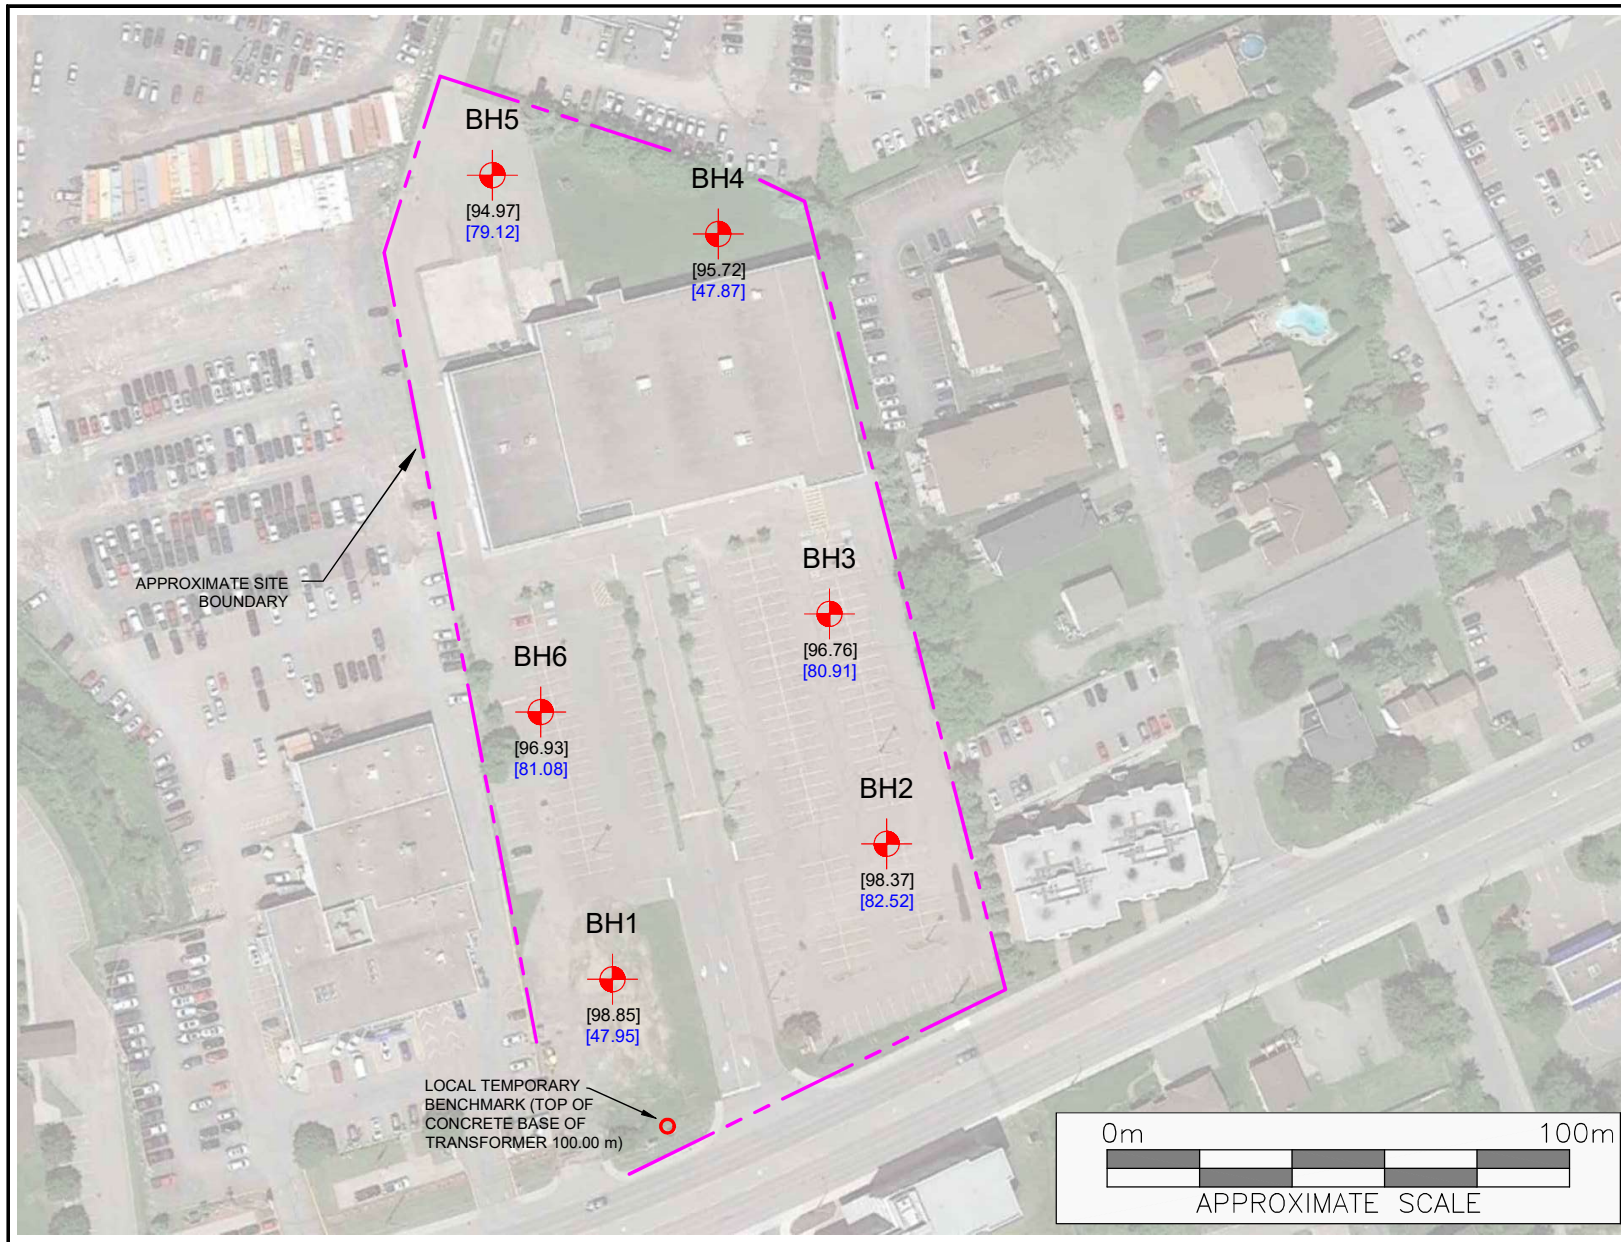 BH5
[94.97]
[79.12]
BH4
[95.72]
[47.87]
BH3
[96.76]
[80.91]
APPROXIMATE SITE
BOUNDARY
BH6
[96.93]
[81.08]
BH2
[98.37]
[82.52]
BH1
[98.85]
[47.95]
LOCAL TEMPORARY
BENCHMARK (TOP OF
CONCRETE BASE OF
TRANSFORMER 100.00 m)
0m 100m
APPROXIMATE SCALE